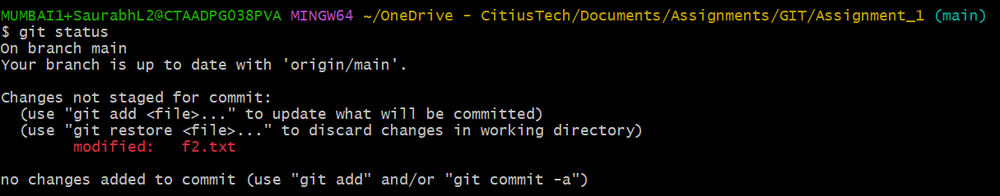 MUMBAI1+SaurabhL2@CTAADPG038PVA MINGW64 ~/OneDrive - CitiusTech/Documents/Assignments/GIT/Assignment_1 (main)
$ git status
On branch main
Your branch is up to date with 'origin/main'.
Changes not staged for commit:
(use "git add <file>..." to update what will be committed)
(use "git restore <file>..." to discard changes in working directory)
modified: f2.txt
no changes added to commit (use "git add" and/or "git commit -a")